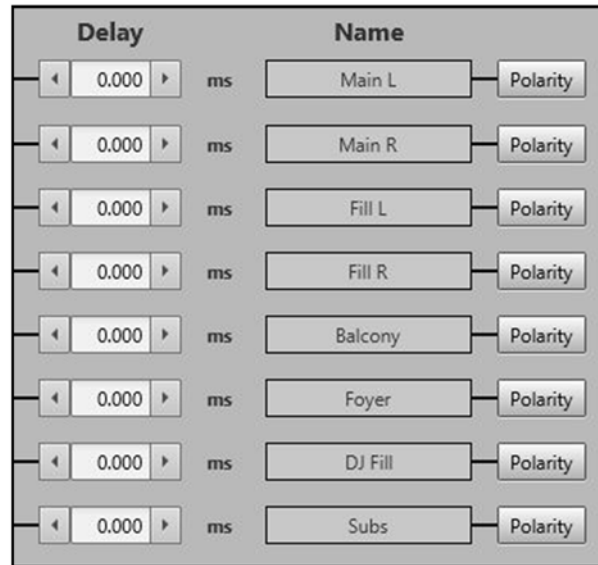 Delay Name
0.000 ms Main L Polarity
0.000 ms Main R Polarity
0.000 ms Fill L Polarity
0.000 ms Fill R Polarity
0.000 ms Balcony Polarity
0.000 ms Foyer Polarity
0.000 ms DJ Fill Polarity
0.000 ms Subs Polarity